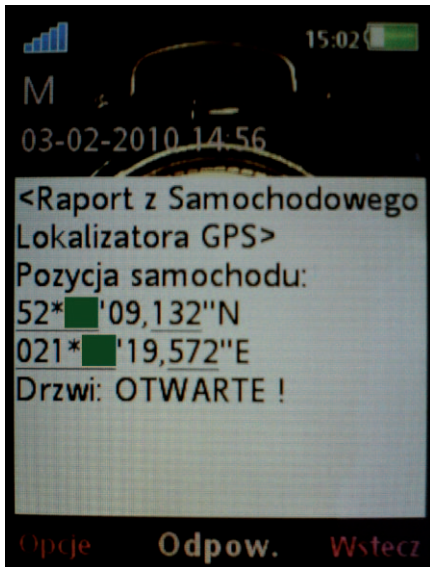 15:02
M
03-02-2010 14:56
<Raport z Samochodowego
Lokalizatora GPS>
Pozycja samochodu:
52* '09,132"N
021* '19,572"E
Drzwi: OTWARTE !
Opcje Odpow. Wstecz